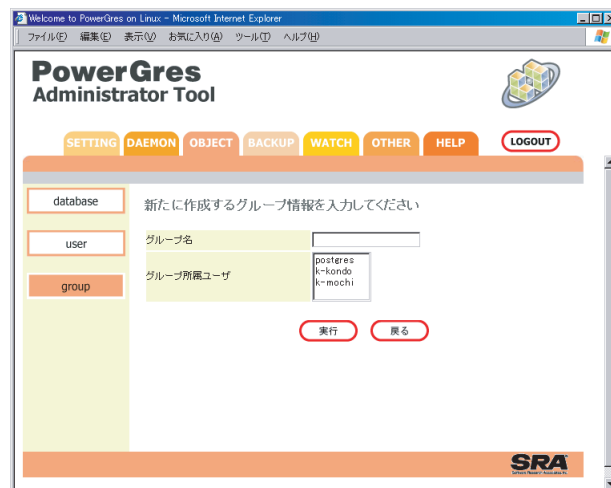 Welcome to PowerGres on Linux - Microsoft Internet Explorer
ファイル(F) 編集(E) 表示(V) お気に入り(A) ツール(T) ヘルプ(H)
PowerGres
Administrator Tool
SETTING DAEMON OBJECT BACKUP WATCH OTHER HELP LOGOUT
database
新たに作成するグループ情報を入力してください
user
グループ名
group
グループ所属ユーザ
postgres
k-kondo
k-mochi
実行 戻る
SRA
Software Research Associates, Inc.